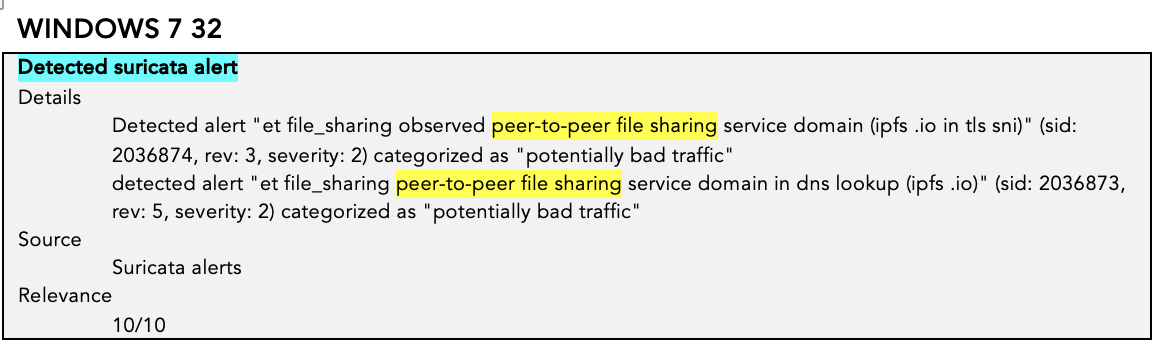 WINDOWS 7 32
Detected suricata alert
Details
Detected alert "et file_sharing observed peer-to-peer file sharing service domain (ipfs .io in tls sni)" (sid:
2036874, rev: 3, severity: 2) categorized as "potentially bad traffic"
detected alert "et file_sharing peer-to-peer file sharing service domain in dns lookup (ipfs .io)" (sid: 2036873,
rev: 5, severity: 2) categorized as "potentially bad traffic"
Source
Suricata alerts
Relevance
10/10